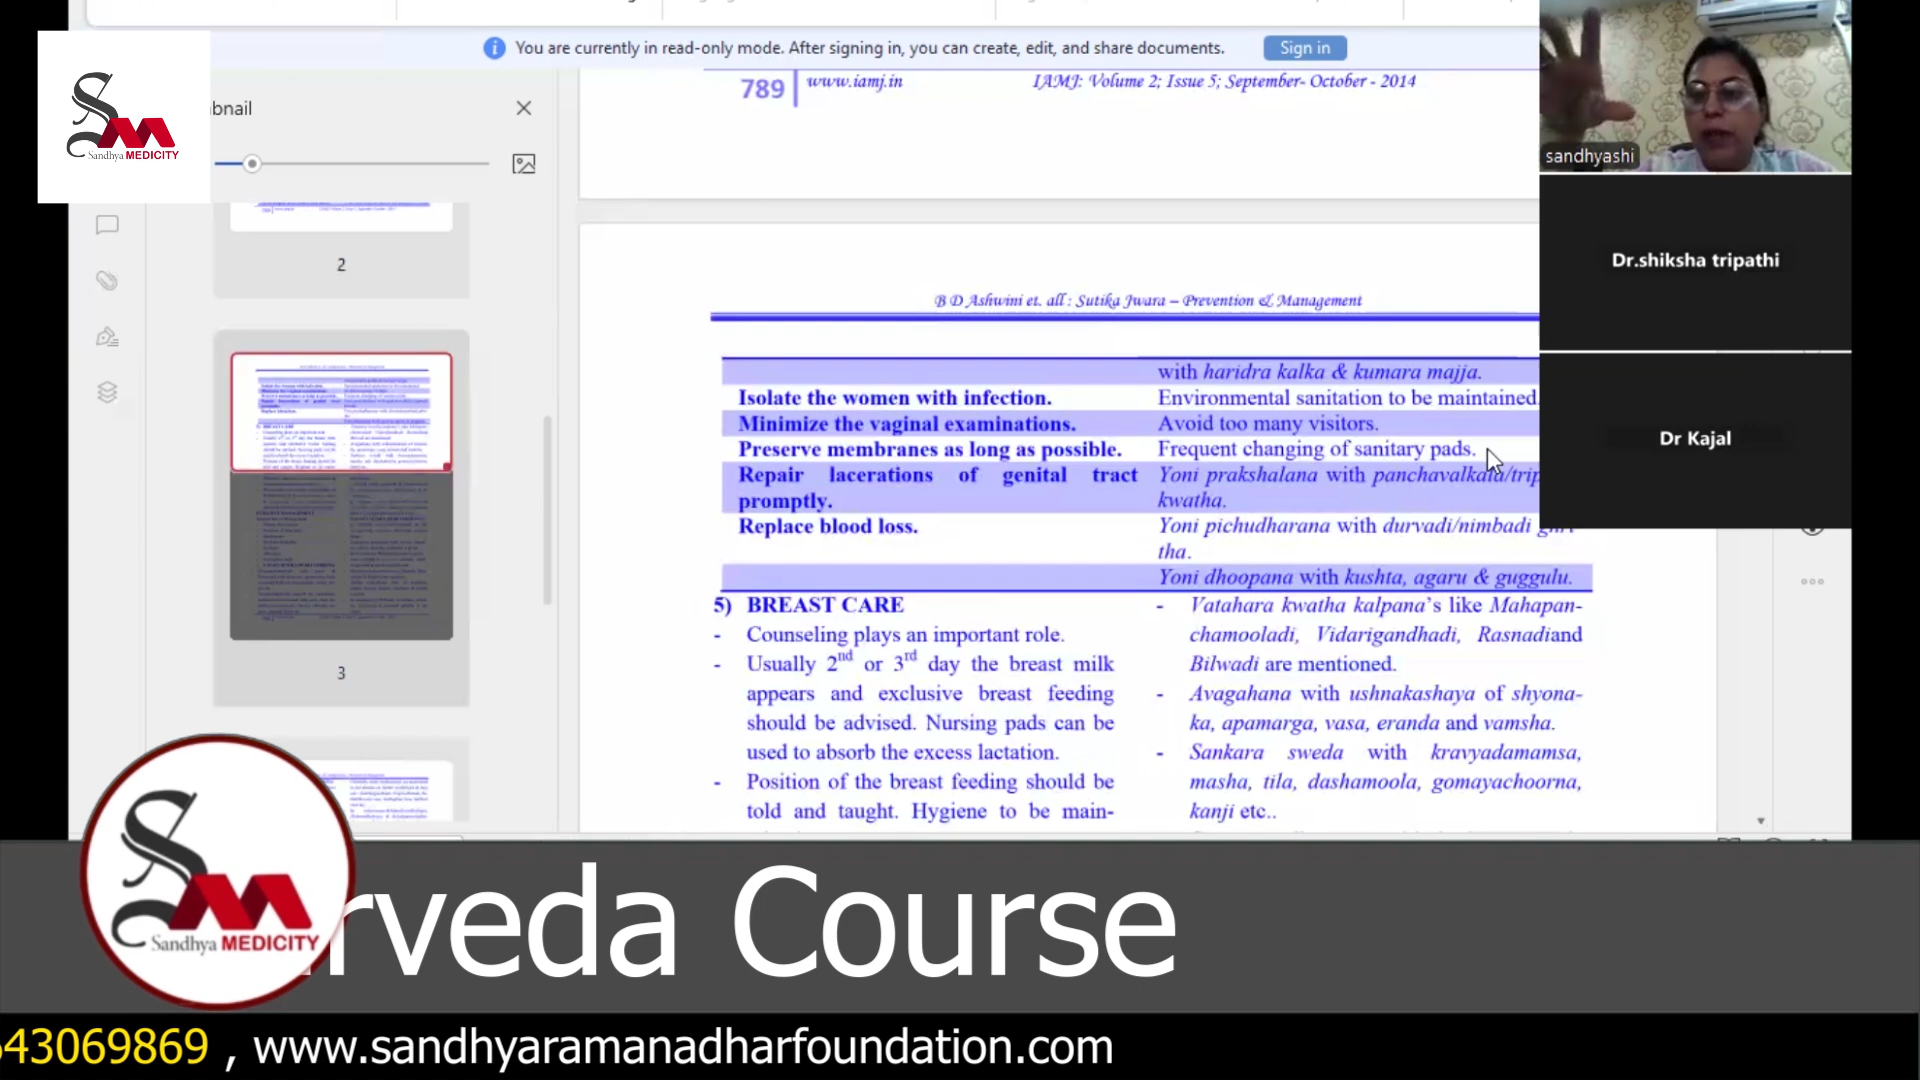 You are currently in read-only mode. After signing in, you can create, edit, and share documents.
Sign in
Sandhya MEDICITY
bnail
2
3
789
www.iamj.in
IAMJ: Volume 2; Issue 5; September- October - 2014
B D Ashwini et. all : Sutika Jwara – Prevention & Management
with haridra kalka & kumara majja.
Isolate the women with infection.
Environmental sanitation to be maintained.
Minimize the vaginal examinations.
Avoid too many visitors.
Preserve membranes as long as possible.
Frequent changing of sanitary pads.
Repair lacerations of genital tract
promptly.
Yoni prakshalana with panchavalkala/trip
kwatha.
Replace blood loss.
Yoni pichudharana with durvadi/nimbadi ghri
tha.
Yoni dhoopana with kushta, agaru & guggulu.
5) BREAST CARE
- Counseling plays an important role.
- Usually 2nd or 3rd day the breast milk
appears and exclusive breast feeding
should be advised. Nursing pads can be
used to absorb the excess lactation.
- Position of the breast feeding should be
told and taught. Hygiene to be main-
- Vatahara kwatha kalpana's like Mahapan-
chamooladi, Vidarigandhadi, Rasnadiand
Bilwadi are mentioned.
- Avagahana with ushnakashaya of shyona-
ka, apamarga, vasa, eranda and vamsha.
- Sankara sweda with kravyadamamsa,
masha, tila, dashamoola, gomayachoorna,
kanji etc..
sandhyashi
Dr.shiksha tripathi
Dr Kajal
Sandhya MEDICITY
rveda Course
43069869 , www.sandhyaramanadharfoundation.com